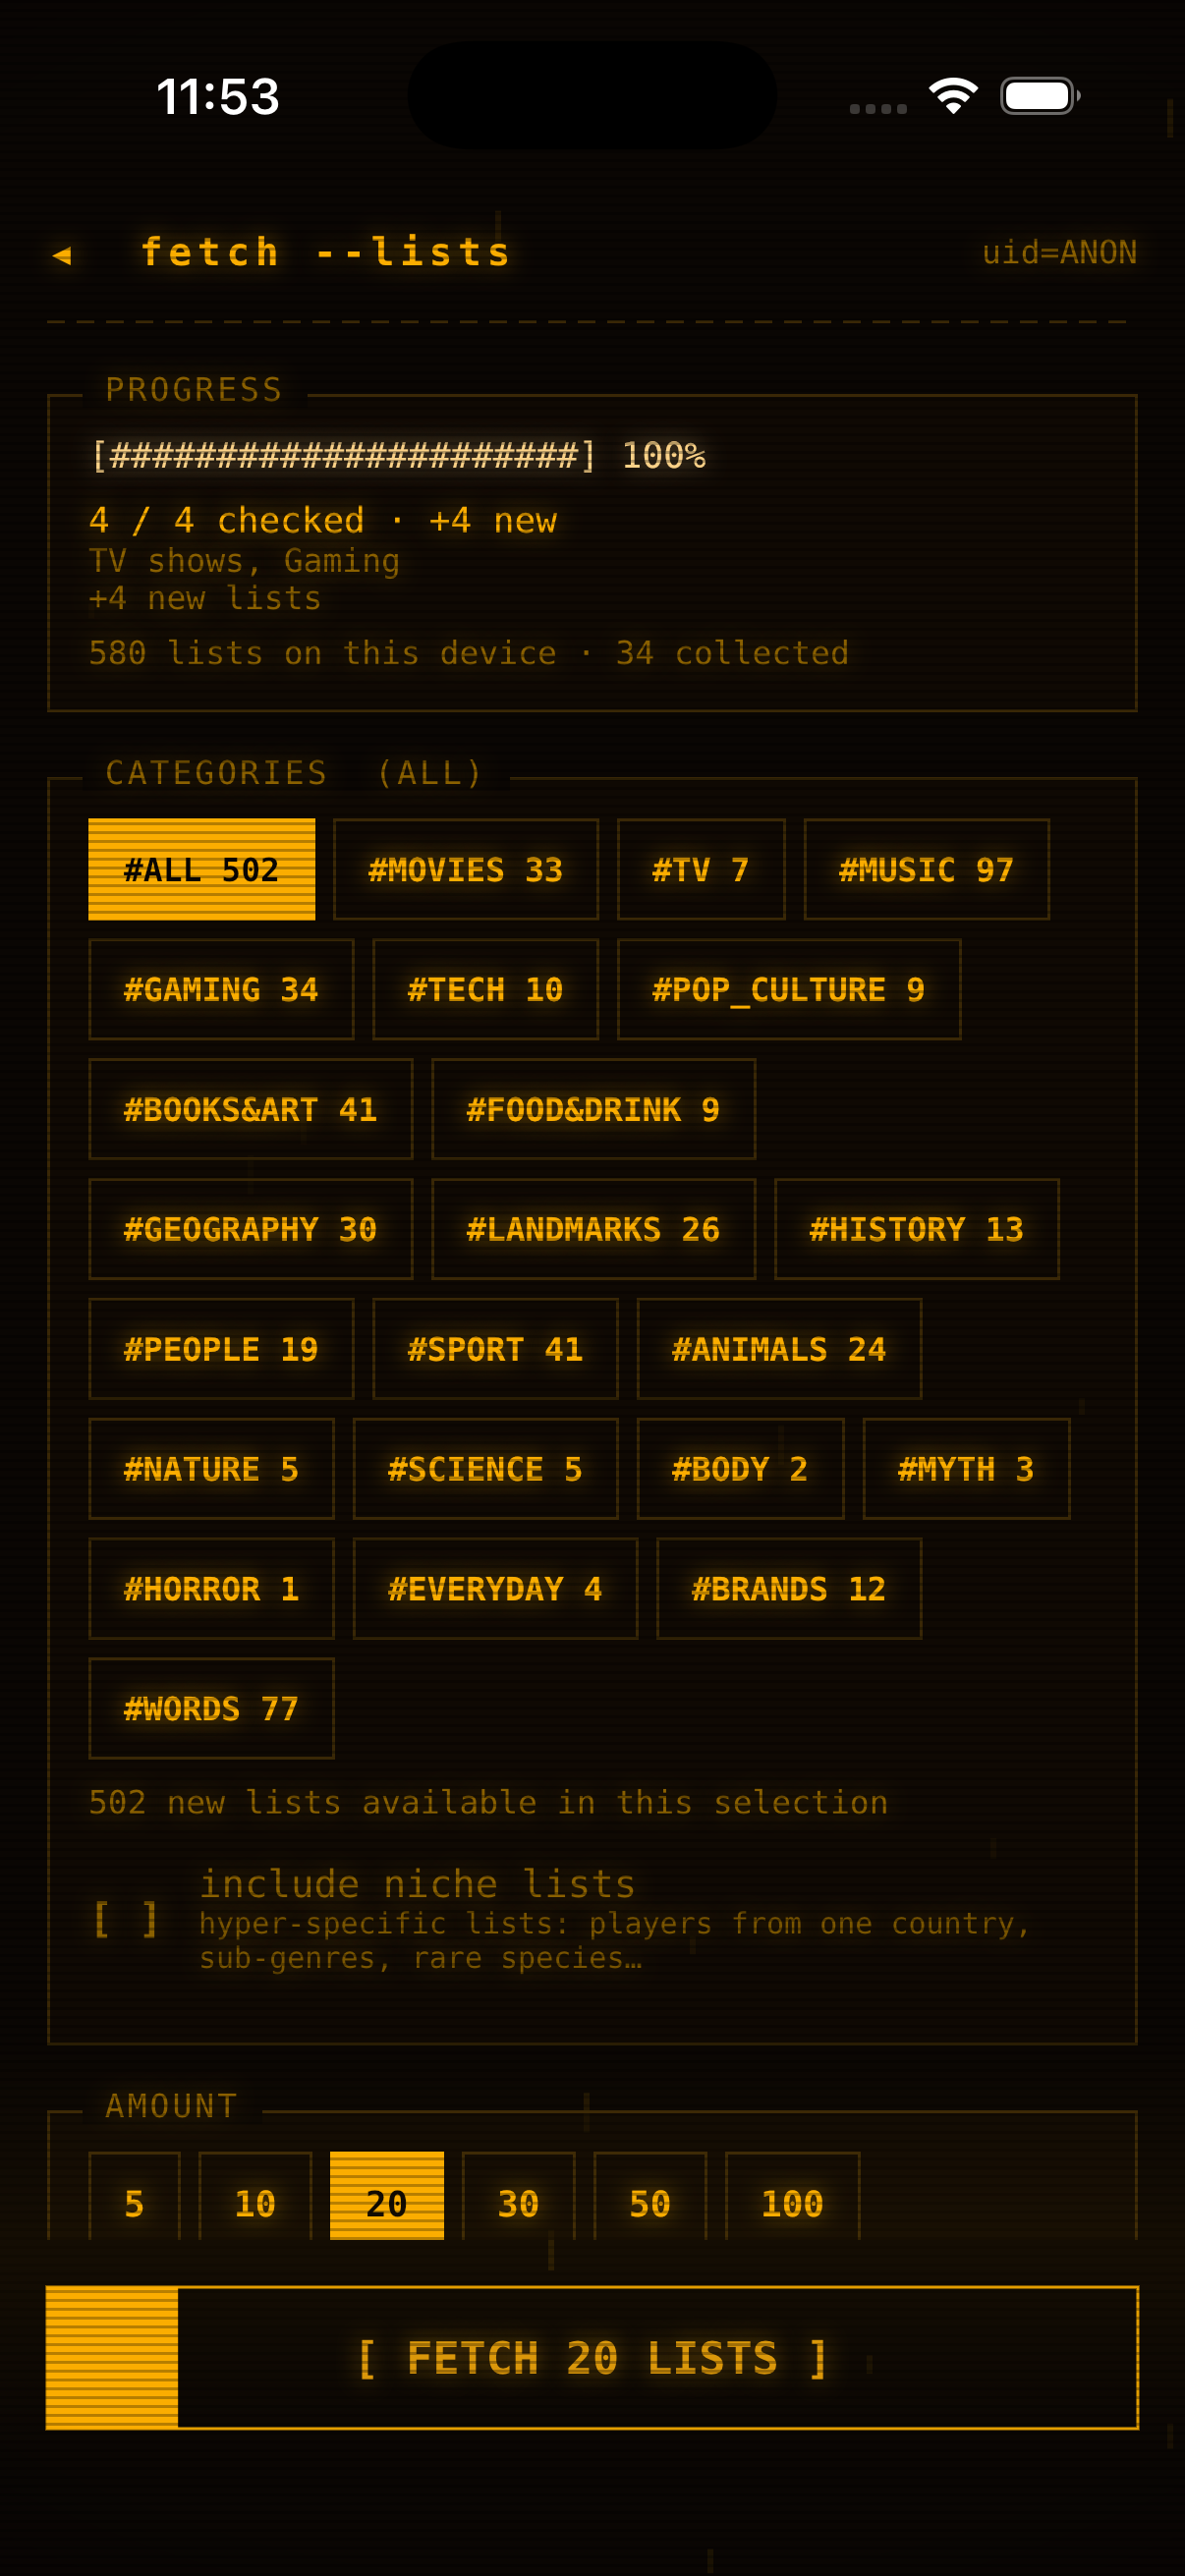 11:53
◂ fetch --lists uid=ANON
PROGRESS
[######################] 100%
4 / 4 checked · +4 new
TV shows, Gaming
+4 new lists
580 lists on this device · 34 collected
CATEGORIES (ALL)
#ALL 502 #MOVIES 33 #TV 7 #MUSIC 97
#GAMING 34 #TECH 10 #POP_CULTURE 9
#BOOKS&ART 41 #FOOD&DRINK 9
#GEOGRAPHY 30 #LANDMARKS 26 #HISTORY 13
#PEOPLE 19 #SPORT 41 #ANIMALS 24
#NATURE 5 #SCIENCE 5 #BODY 2 #MYTH 3
#HORROR 1 #EVERYDAY 4 #BRANDS 12
#WORDS 77
502 new lists available in this selection
[ ] include niche lists
hyper-specific lists: players from one country,
sub-genres, rare species…
AMOUNT
5 10 20 30 50 100
[ FETCH 20 LISTS ]